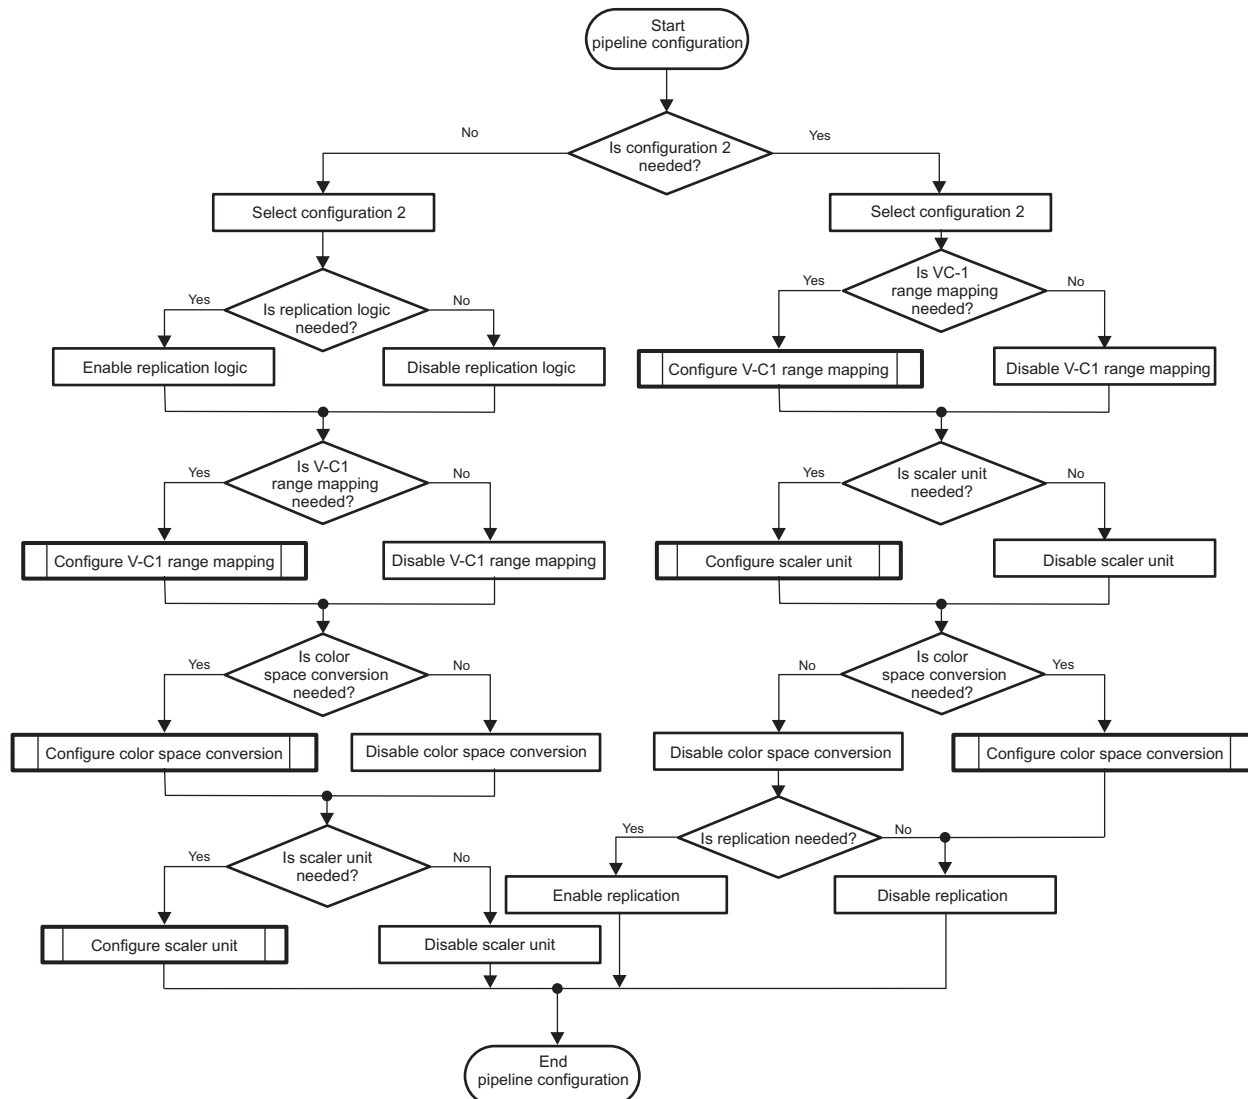 Start
pipeline configuration
No
Yes
Is configuration 2
needed?
Select configuration 2
Select configuration 2
Yes
Is replication logic
needed?
No
Yes
Is VC-1
range mapping
needed?
No
Enable replication logic
Disable replication logic
Configure V-C1 range mapping
Disable V-C1 range mapping
Yes
Is V-C1
range mapping
needed?
No
Yes
Is scaler unit
needed?
No
Configure V-C1 range mapping
Disable V-C1 range mapping
Configure scaler unit
Disable scaler unit
Yes
Is color
space conversion
needed?
No
No
Is color
space conversion
needed?
Yes
Configure color space conversion
Disable color space conversion
Disable color space conversion
Configure color space conversion
Yes
Is replication needed?
No
Yes
Is scaler unit
needed?
No
Enable replication
Disable replication
Configure scaler unit
Disable scaler unit
End
pipeline configuration